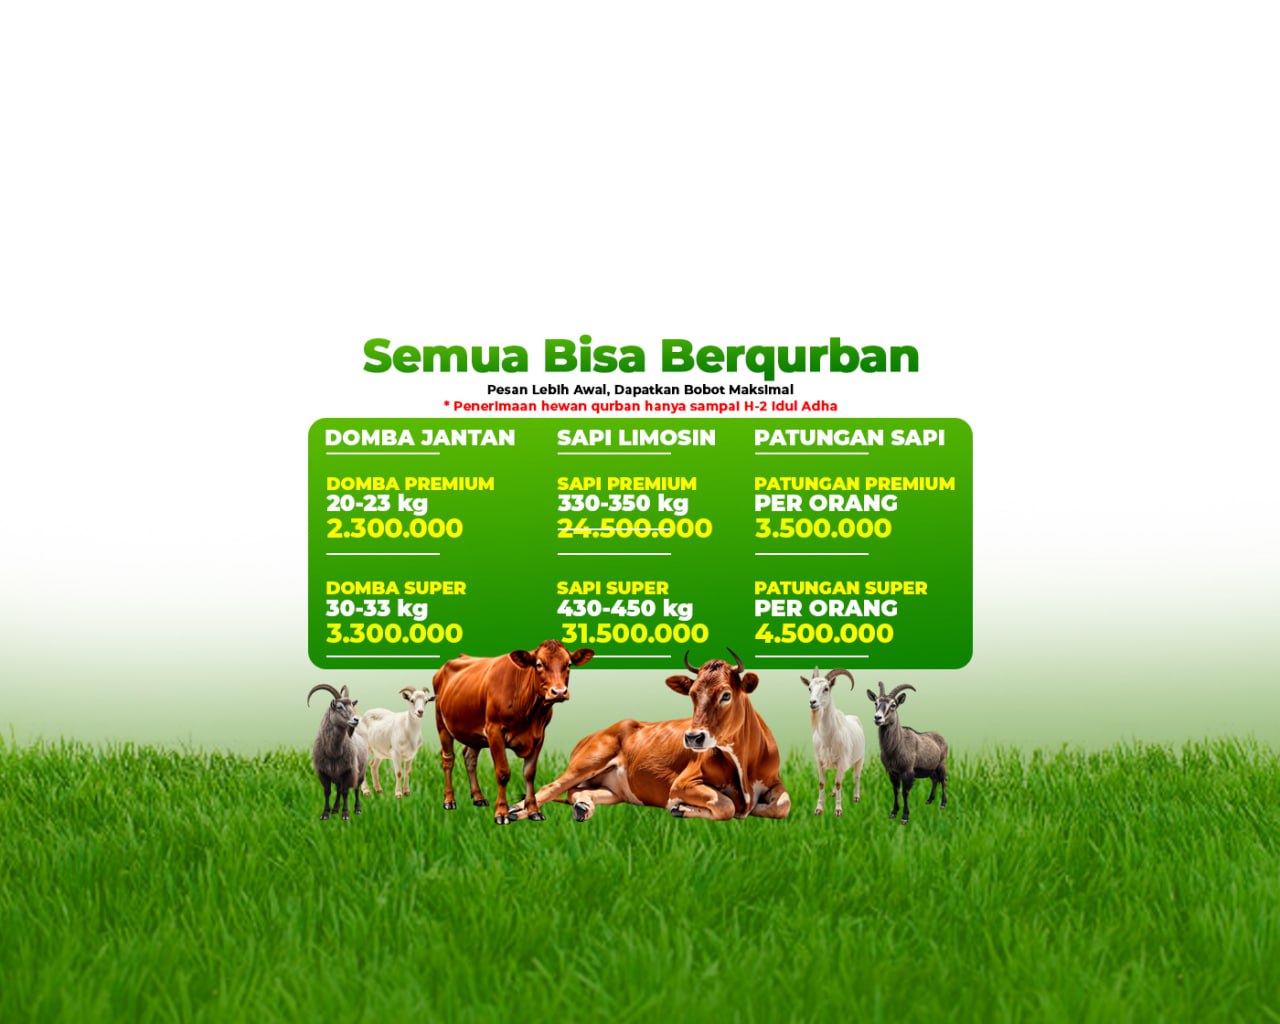 Semua Bisa Berqurban
Pesan Lebih Awal, Dapatkan Bobot Maksimal
* Penerimaan hewan qurban hanya sampai H-2 Idul Adha
DOMBA JANTAN
DOMBA PREMIUM
20-23 kg
2.300.000
DOMBA SUPER
30-33 kg
3.300.000
SAPI LIMOSIN
SAPI PREMIUM
330-350 kg
24.500.000
SAPI SUPER
430-450 kg
31.500.000
PATUNGAN SAPI
PATUNGAN PREMIUM
PER ORANG
3.500.000
PATUNGAN SUPER
PER ORANG
4.500.000